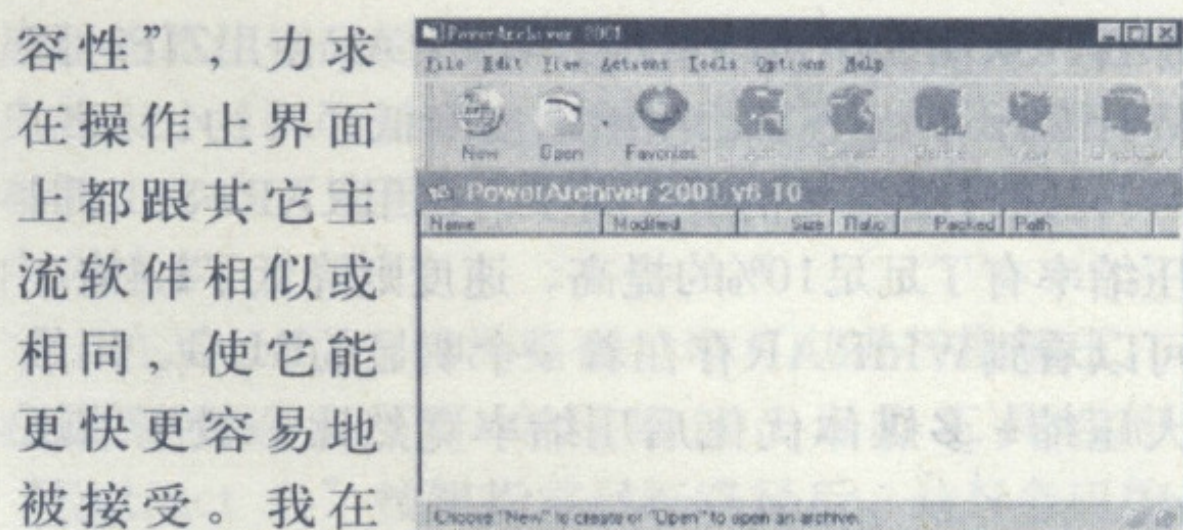 容性”，力求
在操作上界面
上都跟其它主
流软件相似或
相同，使它能
更快更容易地
被接受。我在
PowerArchiver 2001
File Edit View Actions Tools Options Help
New Open Favorites
PowerArchiver 2001 v6.10
Name Modified Size Ratio Packed Path
Choose "New" to create or "Open" to open an archive